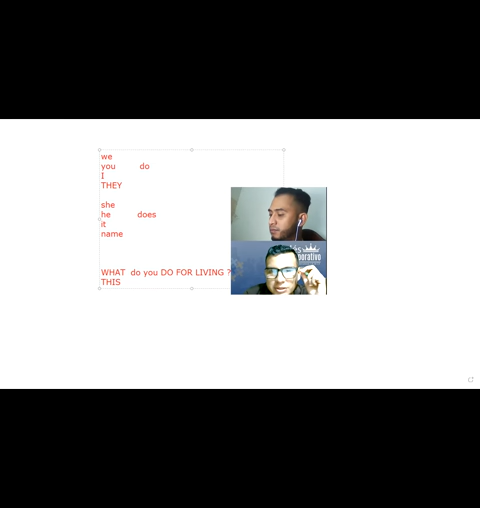 we
you do
I
THEY
she
he does
it
name
WHAT do you DO FOR LIVING ?
THIS